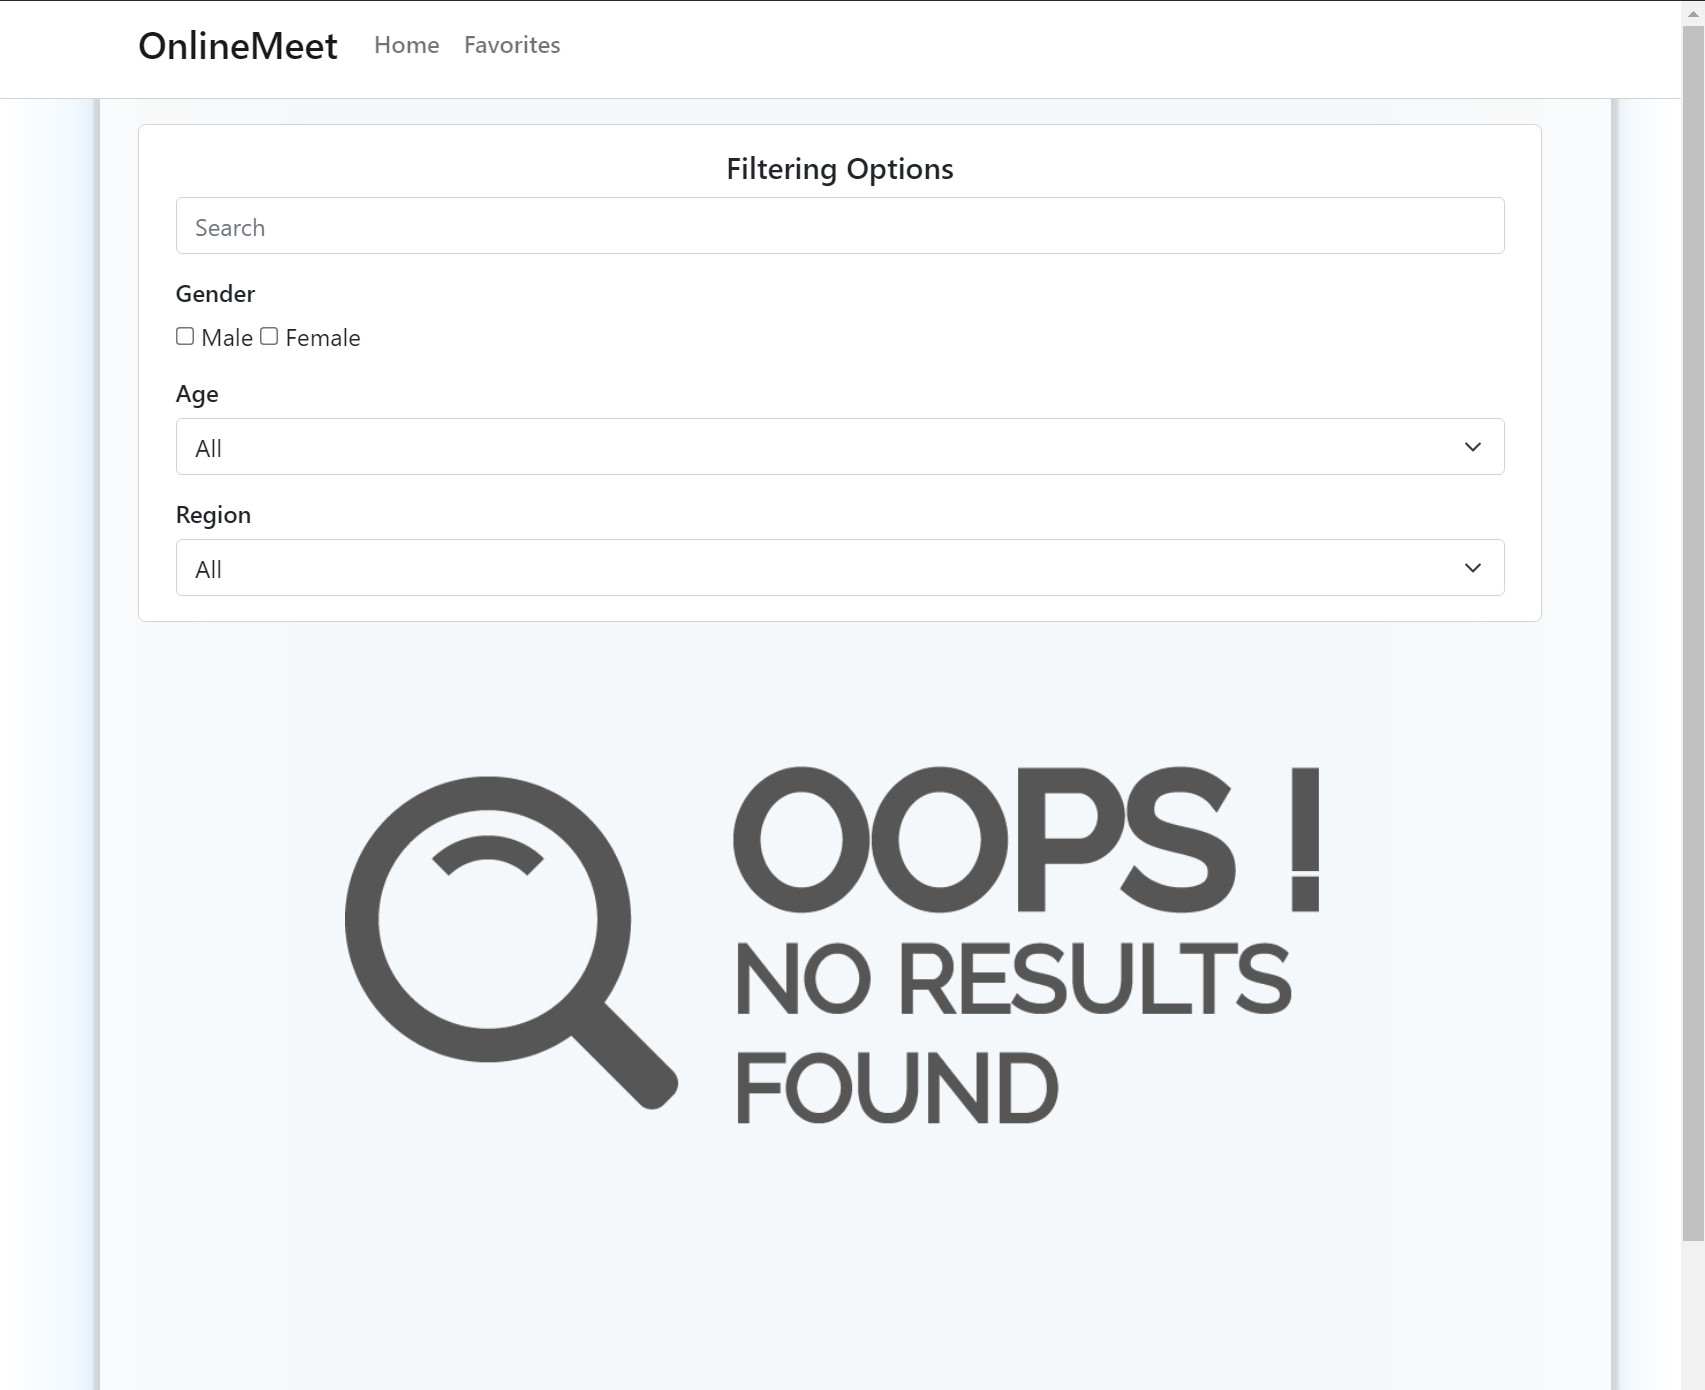 OnlineMeet Home Favorites
Filtering Options
Search
Gender
Male Female
Age
All
Region
All
OOPS !
NO RESULTS
FOUND